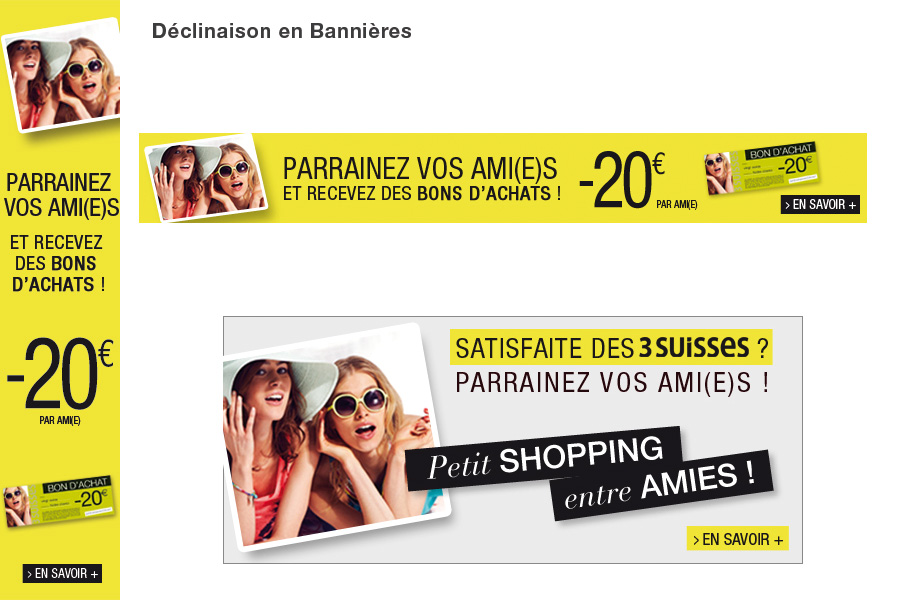 Déclinaison en Bannières
PARRAINEZ
VOS AMI(E)S
ET RECEVEZ
DES BONS
D'ACHATS !
-20€
PAR AMI(E)
BON D'ACHAT
-20€
> EN SAVOIR +
PARRAINEZ VOS AMI(E)S
ET RECEVEZ DES BONS D'ACHATS !
-20€
PAR AMI(E)
BON D'ACHAT
-20€
> EN SAVOIR +
SATISFAITE DES 3SUISSES ?
PARRAINEZ VOS AMI(E)S !
Petit SHOPPING
entre AMIES !
> EN SAVOIR +